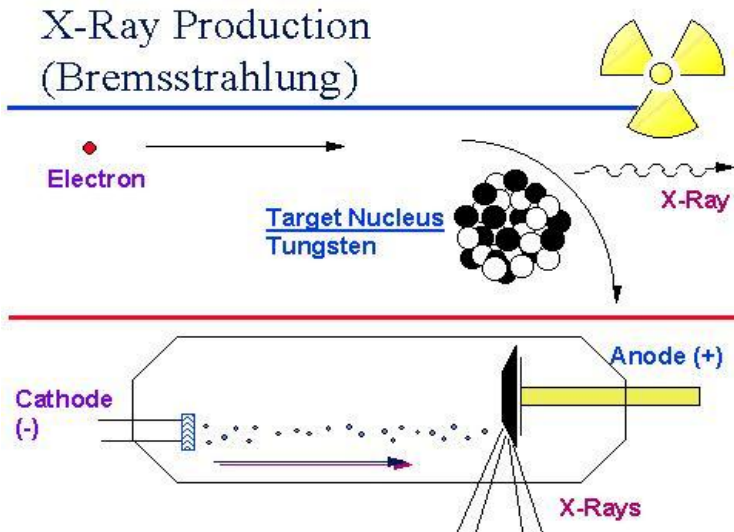 X-Ray Production
(Bremsstrahlung)
Electron
X-Ray
Target Nucleus
Tungsten
Anode (+)
Cathode
(-)
X-Rays